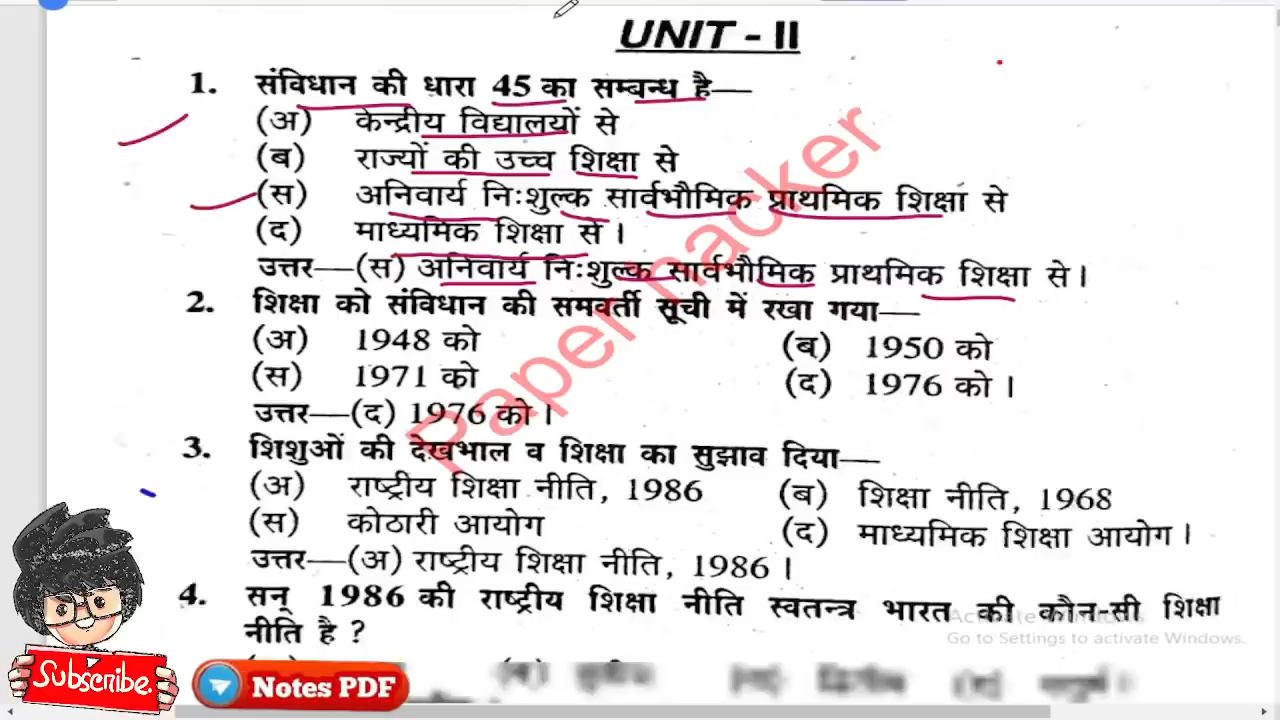 UNIT - II
1. संविधान की धारा 45 का सम्बन्ध है—
(अ) केन्द्रीय विद्यालयों से
(ब) राज्यों की उच्च शिक्षा से
(स) अनिवार्य निःशुल्क सार्वभौमिक प्राथमिक शिक्षा से
(द) माध्यमिक शिक्षा से।
उत्तर—(स) अनिवार्य निःशुल्क सार्वभौमिक प्राथमिक शिक्षा से।
2. शिक्षा को संविधान की समवर्ती सूची में रखा गया—
(अ) 1948 को (ब) 1950 को
(स) 1971 को (द) 1976 को।
उत्तर—(द) 1976 को।
3. शिशुओं की देखभाल व शिक्षा का सुझाव दिया—
(अ) राष्ट्रीय शिक्षा नीति, 1986 (ब) शिक्षा नीति, 1968
(स) कोठारी आयोग (द) माध्यमिक शिक्षा आयोग।
उत्तर—(अ) राष्ट्रीय शिक्षा नीति, 1986।
4. सन् 1986 की राष्ट्रीय शिक्षा नीति स्वतन्त्र भारत की कौन-सी शिक्षा
नीति है ?
Paper macker
Activate Windows
Go to Settings to activate Windows.
Subscribe.
Notes PDF